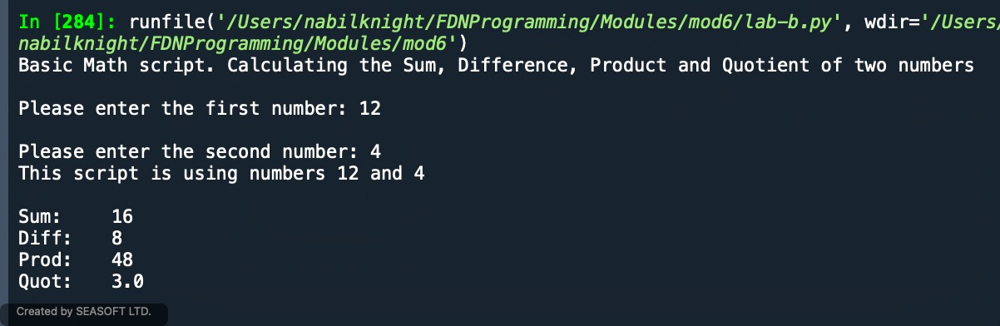 In [284]: runfile('/Users/nabilknight/FDNProgramming/Modules/mod6/lab-b.py', wdir='/Users/
nabilknight/FDNProgramming/Modules/mod6')
Basic Math script. Calculating the Sum, Difference, Product and Quotient of two numbers
Please enter the first number: 12
Please enter the second number: 4
This script is using numbers 12 and 4
Sum: 16
Diff: 8
Prod: 48
Quot: 3.0
Created by SEASOFT LTD.